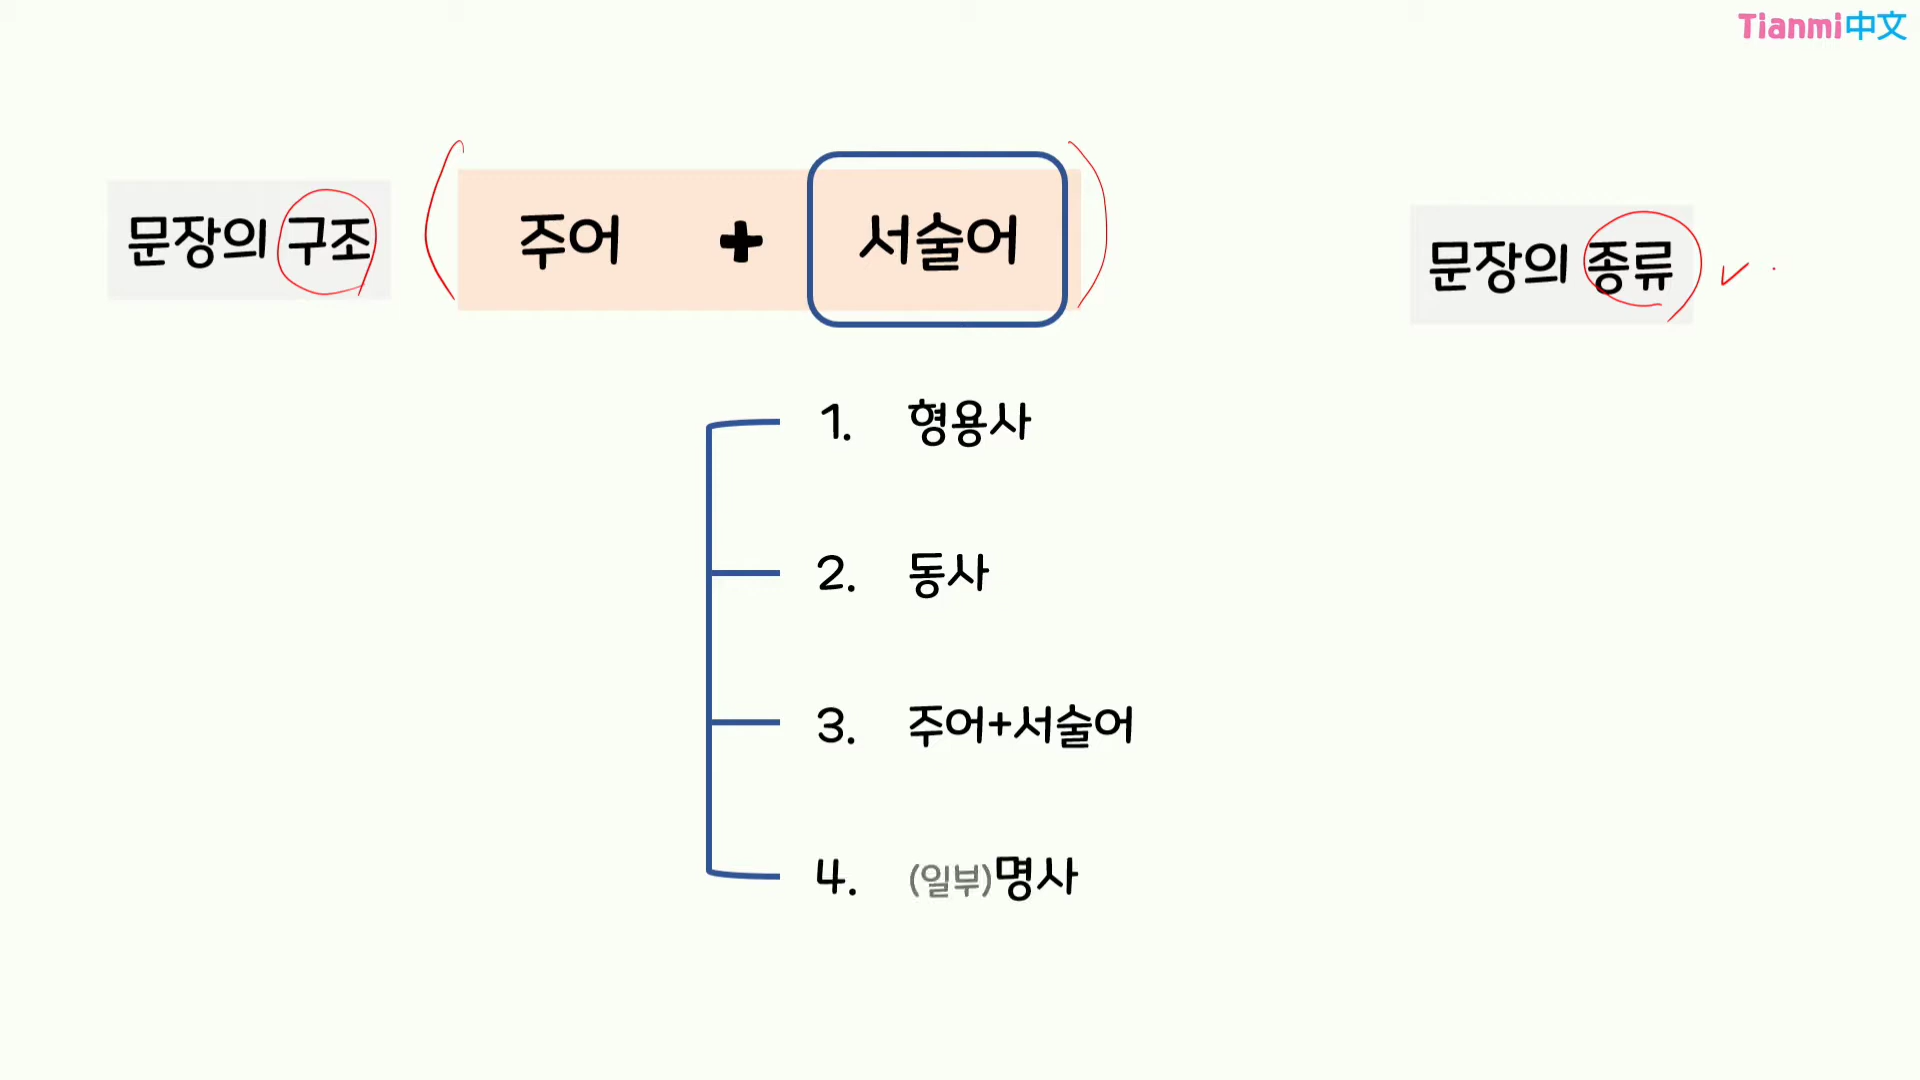 Tianmi中文
문장의 구조
주어 + 서술어
문장의 종류
1. 형용사
2. 동사
3. 주어+서술어
4. (일부)명사